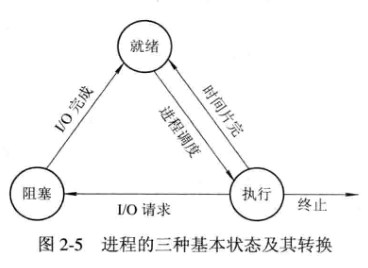 就绪
I/O 完成
进程调度
时间片完
阻塞
I/O 请求
执行
终止
图 2-5 进程的三种基本状态及其转换